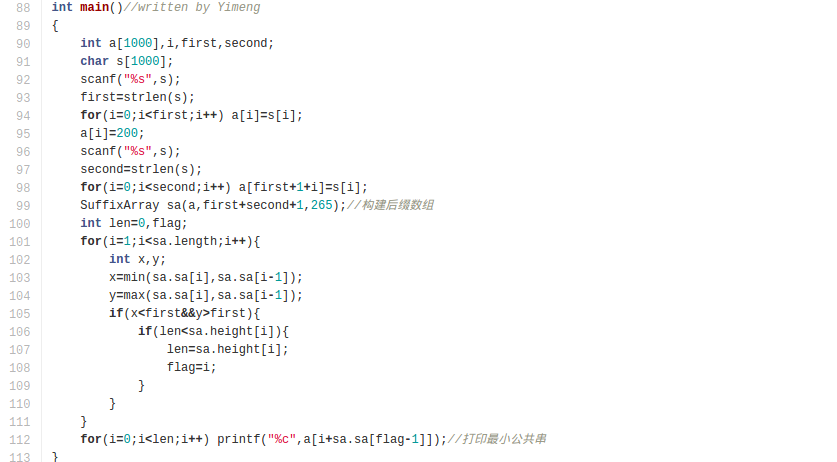 88 int main()//written by Yimeng
89 {
90     int a[1000],i,first,second;
91     char s[1000];
92     scanf("%s",s);
93     first=strlen(s);
94     for(i=0;i<first;i++) a[i]=s[i];
95     a[i]=200;
96     scanf("%s",s);
97     second=strlen(s);
98     for(i=0;i<second;i++) a[first+1+i]=s[i];
99     SuffixArray sa(a,first+second+1,265);//构建后缀数组
100     int len=0,flag;
101     for(i=1;i<sa.length;i++){
102         int x,y;
103         x=min(sa.sa[i],sa.sa[i-1]);
104         y=max(sa.sa[i],sa.sa[i-1]);
105         if(x<first&&y>first){
106             if(len<sa.height[i]){
107                 len=sa.height[i];
108                 flag=i;
109             }
110         }
111     }
112     for(i=0;i<len;i++) printf("%c",a[i+sa.sa[flag-1]]);//打印最小公共串
113 }